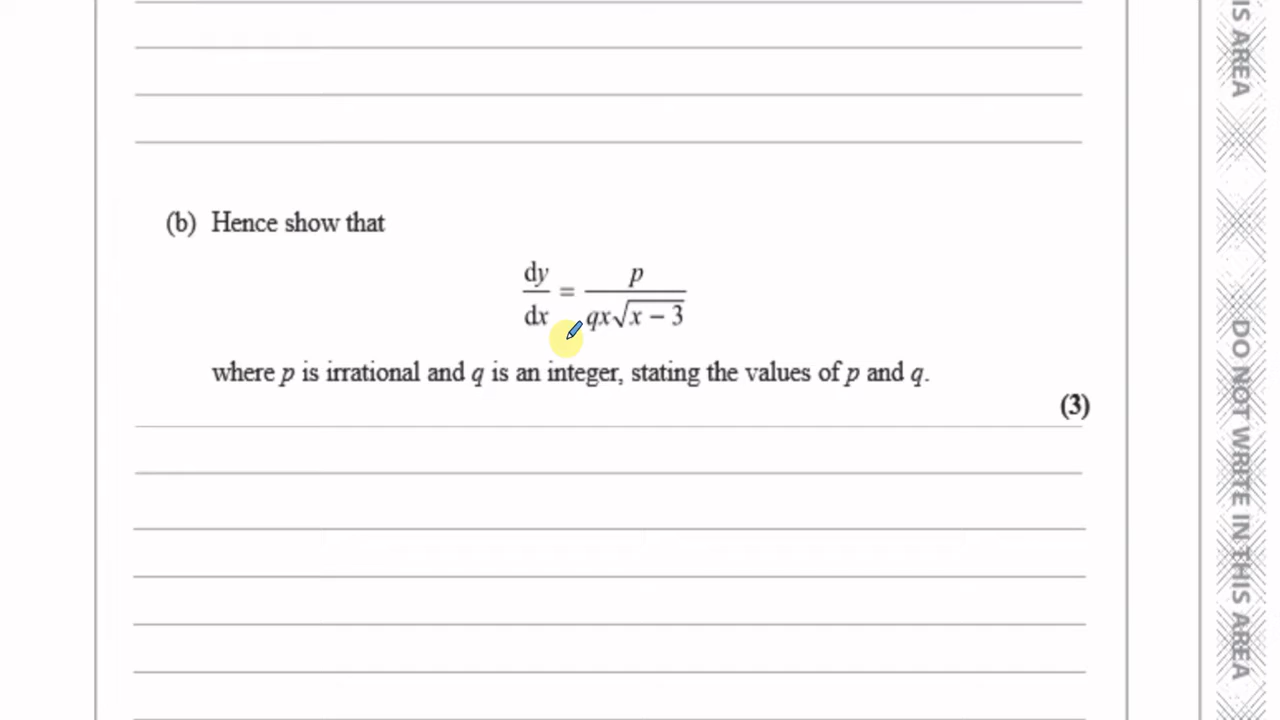 (b) Hence show that
dy/dx = p/(qx√(x − 3))
where p is irrational and q is an integer, stating the values of p and q.
(3)
IS AREA
DO NOT WRITE IN THIS AREA